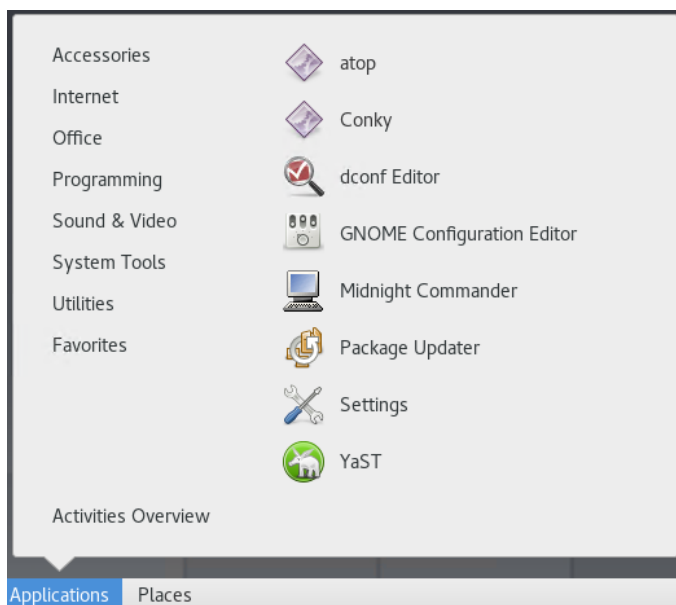 Accessories
Internet
Office
Programming
Sound & Video
System Tools
Utilities
Favorites
Activities Overview
atop
Conky
dconf Editor
GNOME Configuration Editor
Midnight Commander
Package Updater
Settings
YaST
Applications Places